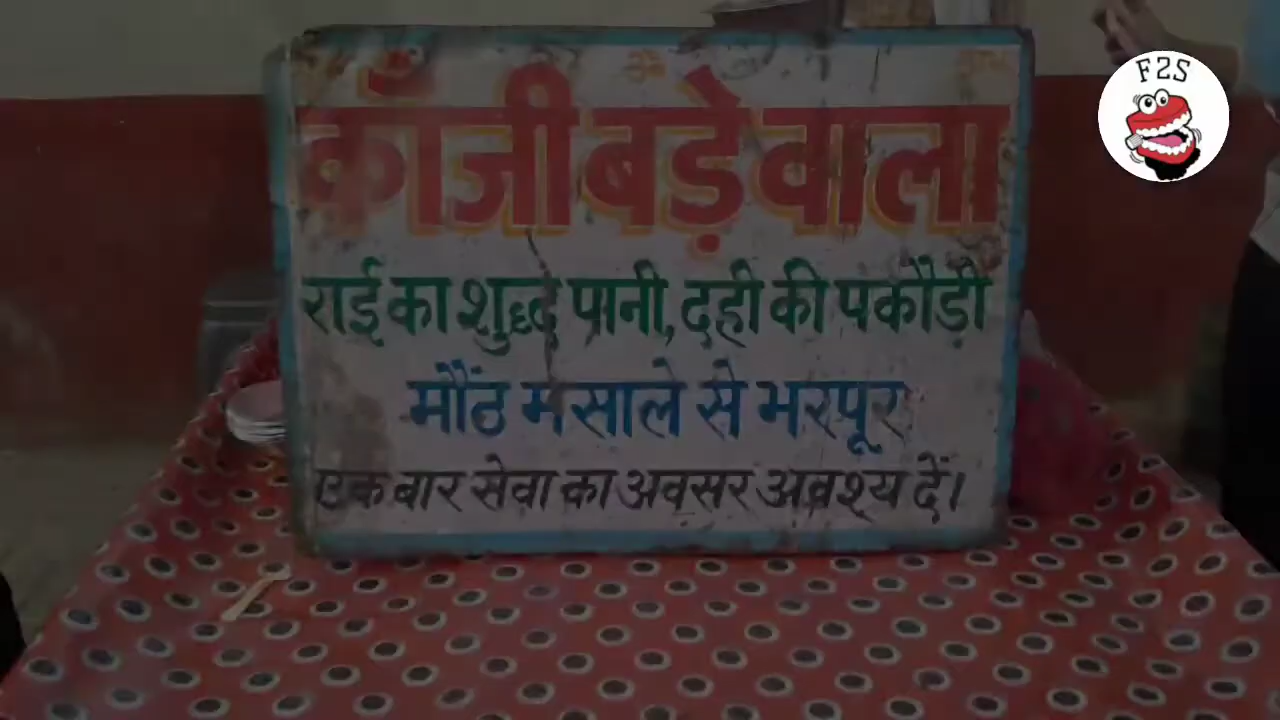 ॐ
F2S
काँजी बड़े वाला
राई का शुद्ध पानी, दही की पकौड़ी
मौंठ मसाले से भरपूर
एक बार सेवा का अवसर अवश्य दें।